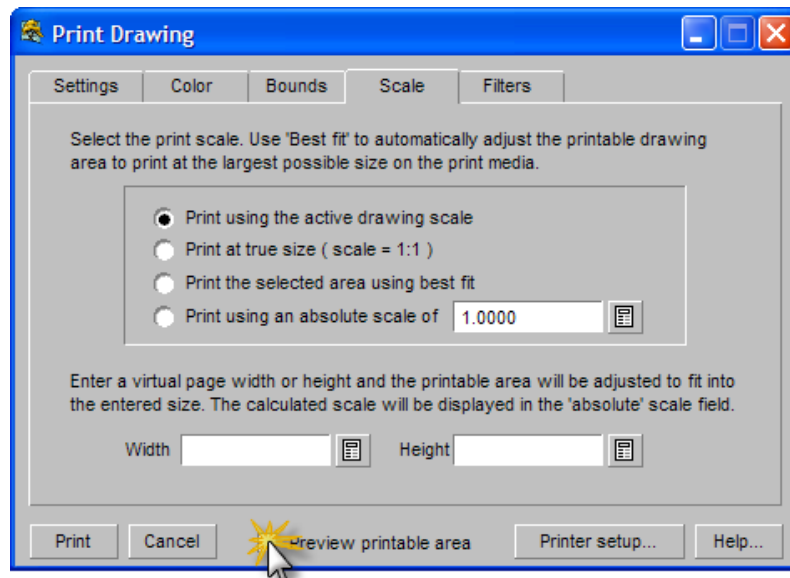 Print Drawing
Settings Color Bounds Scale Filters
Select the print scale. Use 'Best fit' to automatically adjust the printable drawing
area to print at the largest possible size on the print media.
Print using the active drawing scale
Print at true size ( scale = 1:1 )
Print the selected area using best fit
Print using an absolute scale of 1.0000
Enter a virtual page width or height and the printable area will be adjusted to fit into
the entered size. The calculated scale will be displayed in the 'absolute' scale field.
Width Height
Print Cancel Preview printable area Printer setup... Help...